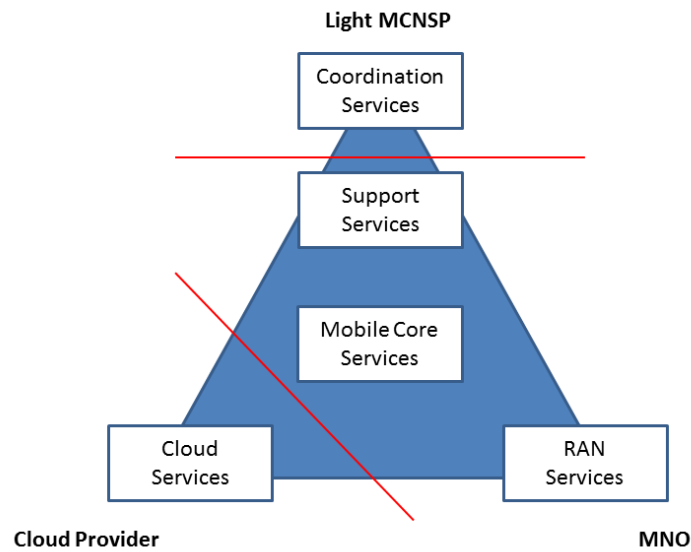 Light MCNSP
Coordination
Services
Support
Services
Mobile Core
Services
Cloud
Services
RAN
Services
Cloud Provider
MNO